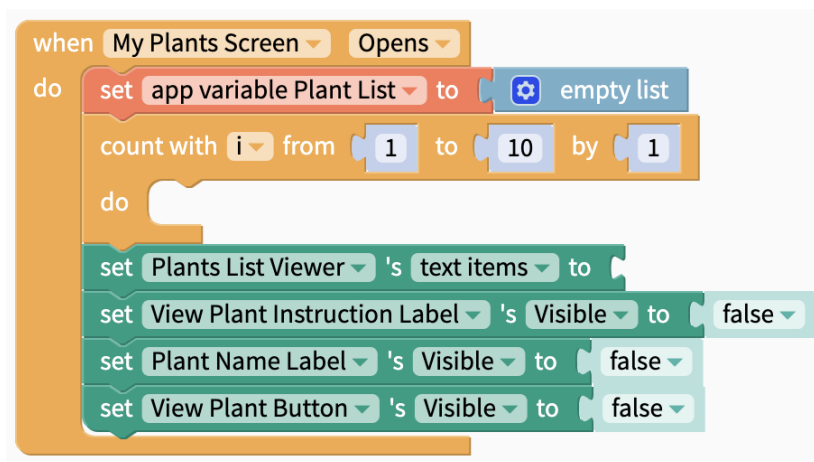 when My Plants Screen Opens
do set app variable Plant List to empty list
count with i from 1 to 10 by 1
do
set Plants List Viewer 's text items to
set View Plant Instruction Label 's Visible to false
set Plant Name Label 's Visible to false
set View Plant Button 's Visible to false